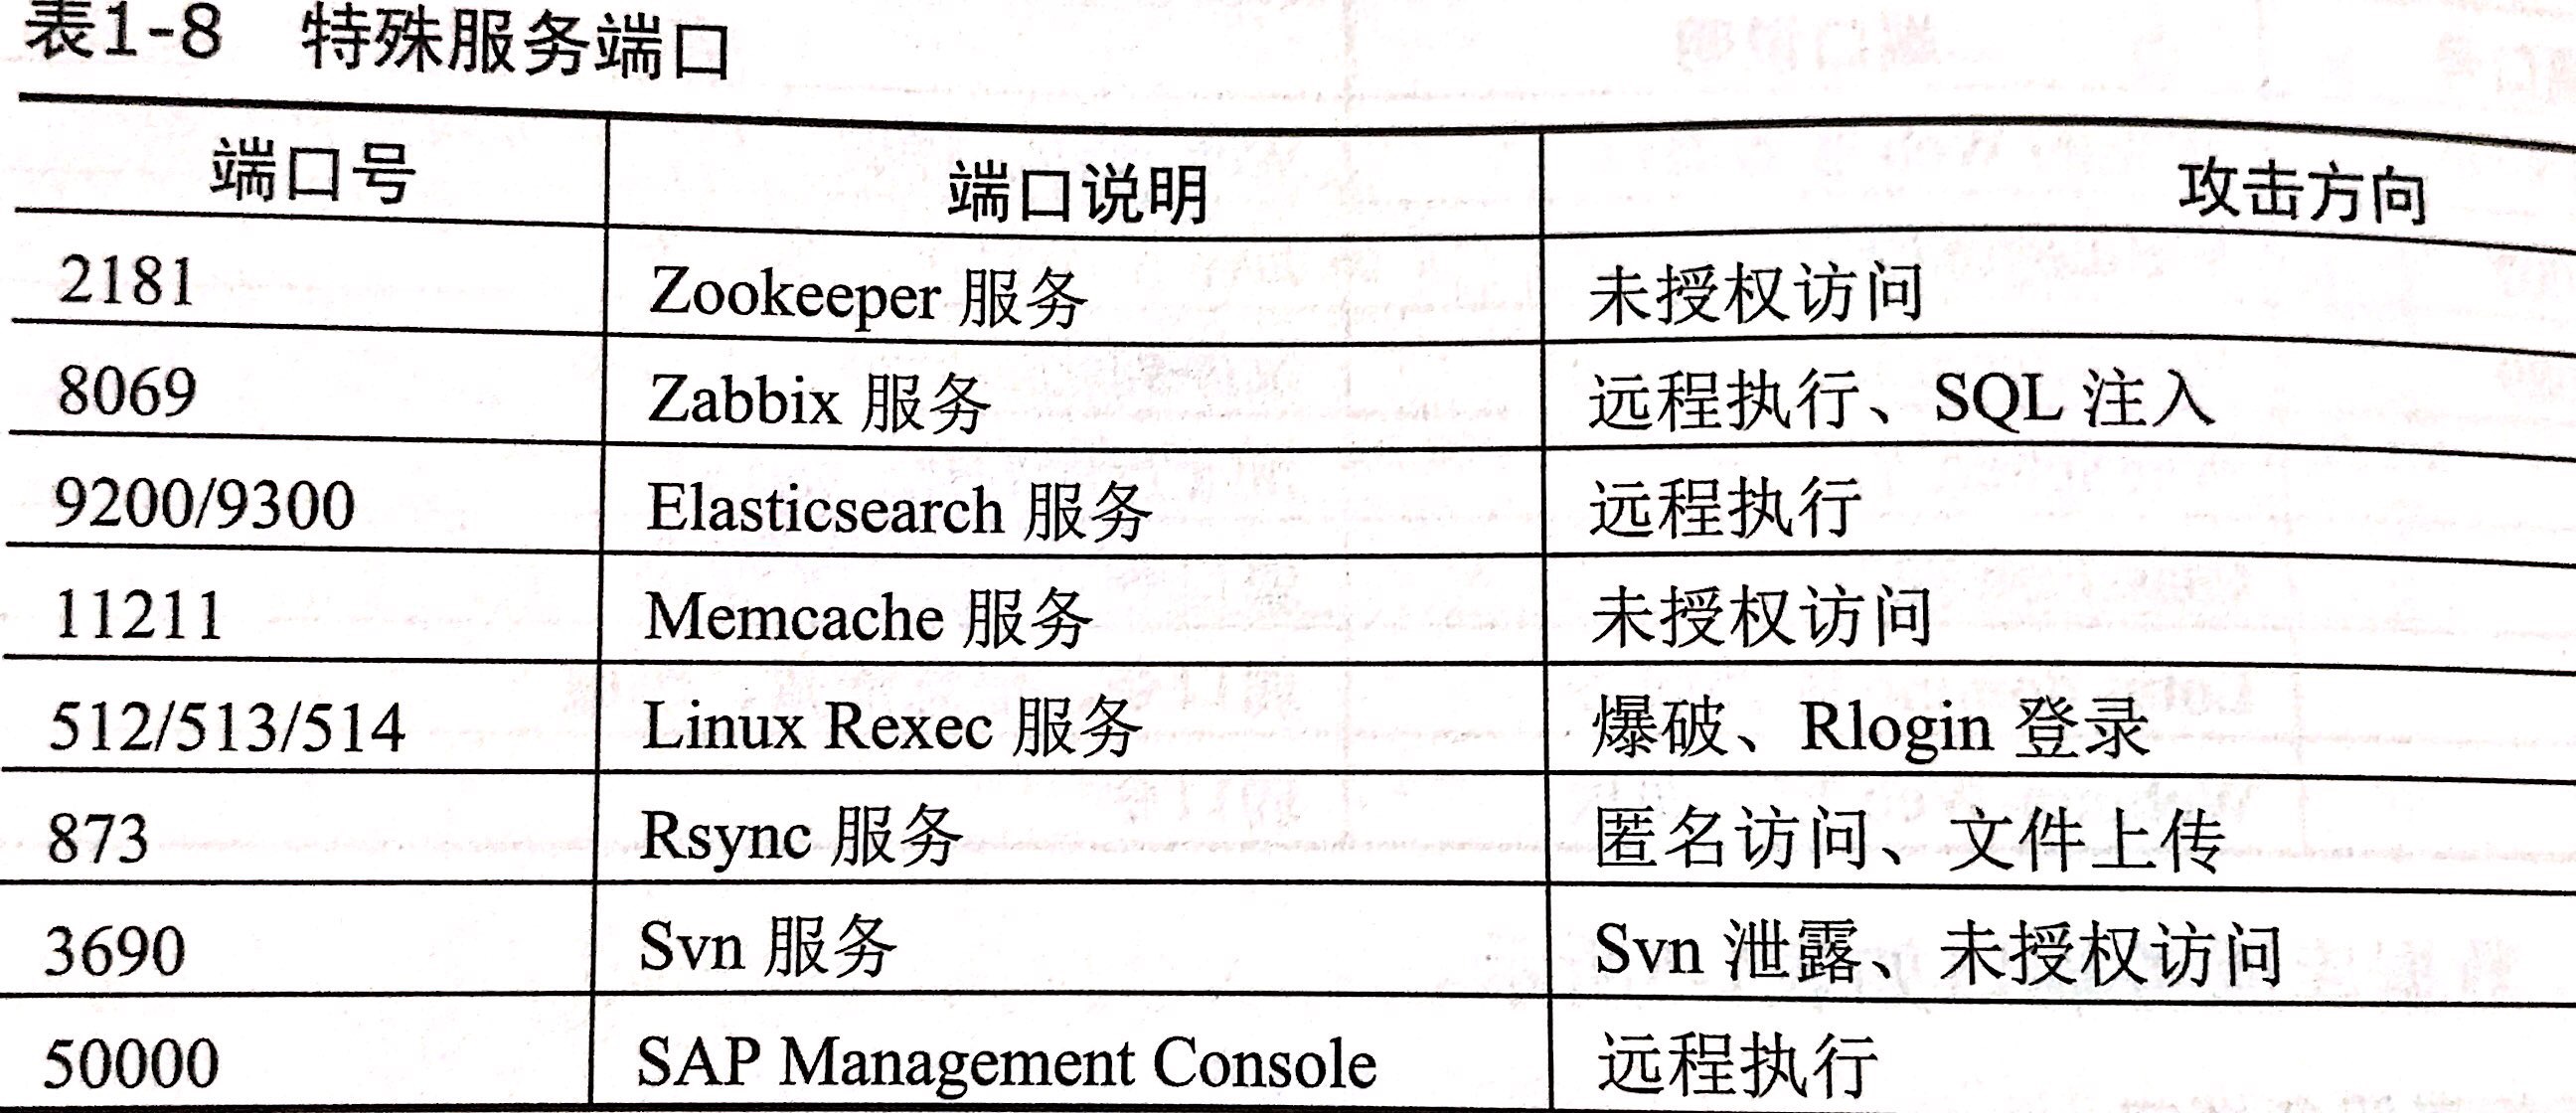 表1-8 特殊服务端口
端口号 端口说明 攻击方向
2181 Zookeeper 服务 未授权访问
8069 Zabbix 服务 远程执行、SQL 注入
9200/9300 Elasticsearch 服务 远程执行
11211 Memcache 服务 未授权访问
512/513/514 Linux Rexec 服务 爆破、Rlogin 登录
873 Rsync 服务 匿名访问、文件上传
3690 Svn 服务 Svn 泄露、未授权访问
50000 SAP Management Console 远程执行